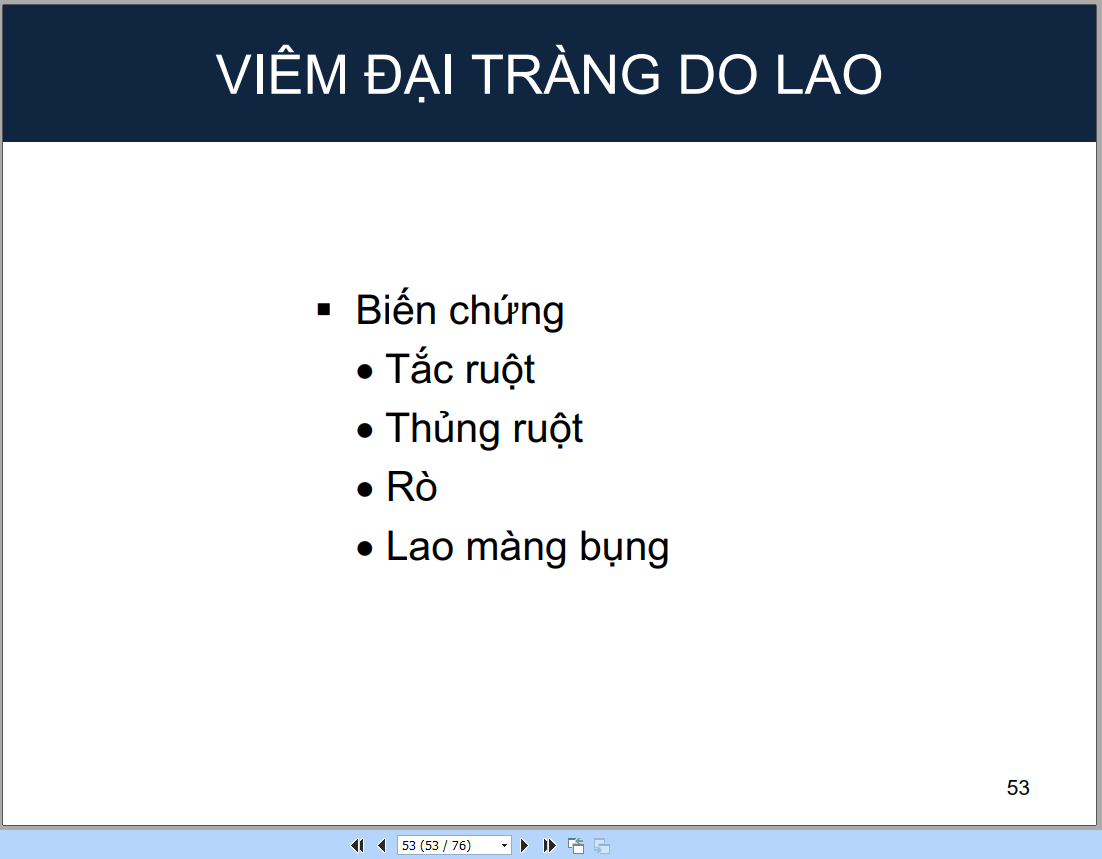 VIÊM ĐẠI TRÀNG DO LAO
▪ Biến chứng
• Tắc ruột
• Thủng ruột
• Rò
• Lao màng bụng
53
53 (53 / 76)